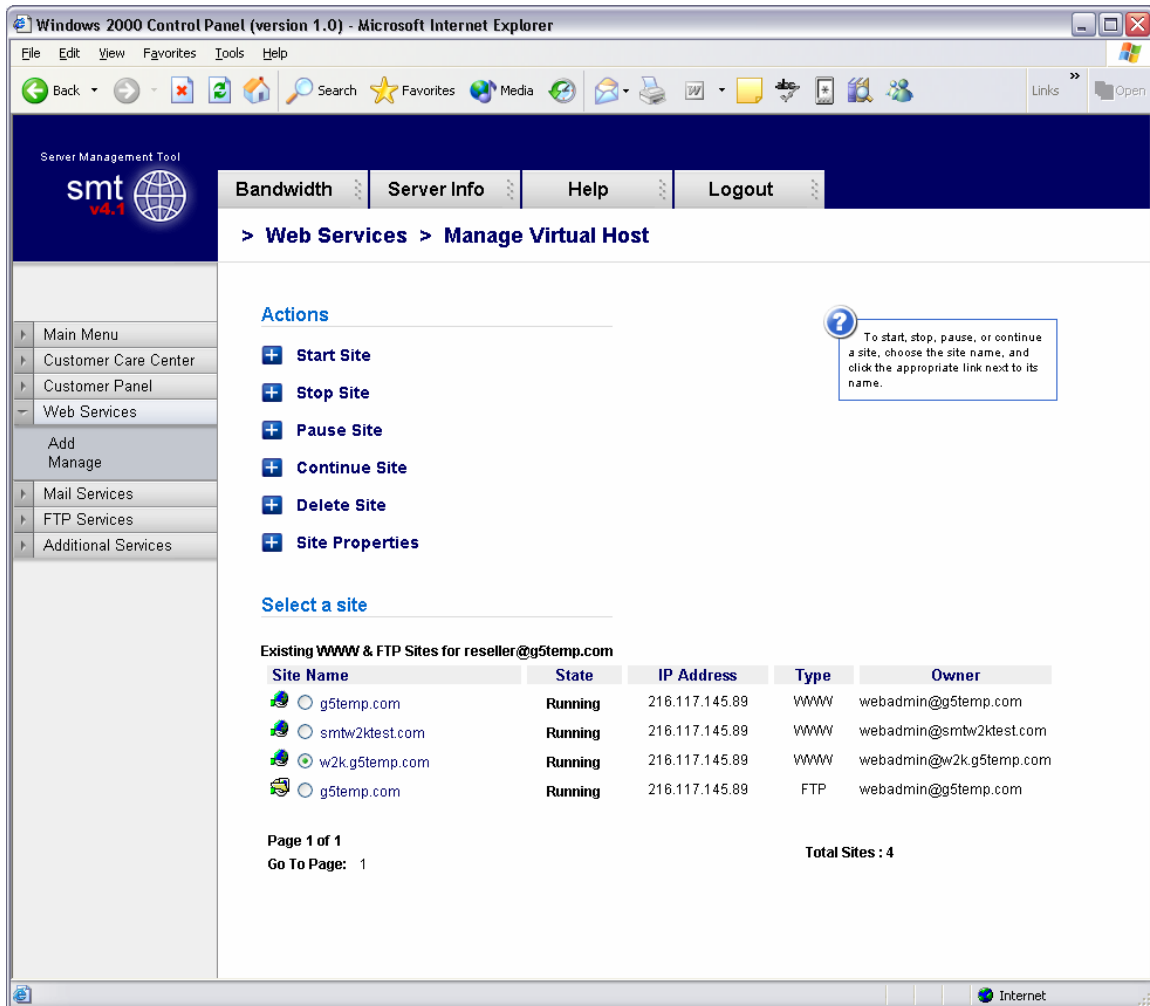 Windows 2000 Control Panel (version 1.0) - Microsoft Internet Explorer
File Edit View Favorites Tools Help
Back Search Favorites Media Links » Open
Server Management Tool
smt
v4.1
Bandwidth Server Info Help Logout
> Web Services > Manage Virtual Host
Main Menu
Customer Care Center
Customer Panel
Web Services
Add
Manage
Mail Services
FTP Services
Additional Services
Actions
Start Site
Stop Site
Pause Site
Continue Site
Delete Site
Site Properties
?
To start, stop, pause, or continue
a site, choose the site name, and
click the appropriate link next to its
name.
Select a site
Existing WWW & FTP Sites for reseller@g5temp.com
Site Name State IP Address Type Owner
g5temp.com Running 216.117.145.89 WWW webadmin@g5temp.com
smtw2ktest.com Running 216.117.145.89 WWW webadmin@smtw2ktest.com
w2k.g5temp.com Running 216.117.145.89 WWW webadmin@w2k.g5temp.com
g5temp.com Running 216.117.145.89 FTP webadmin@g5temp.com
Page 1 of 1
Go To Page: 1
Total Sites : 4
Internet